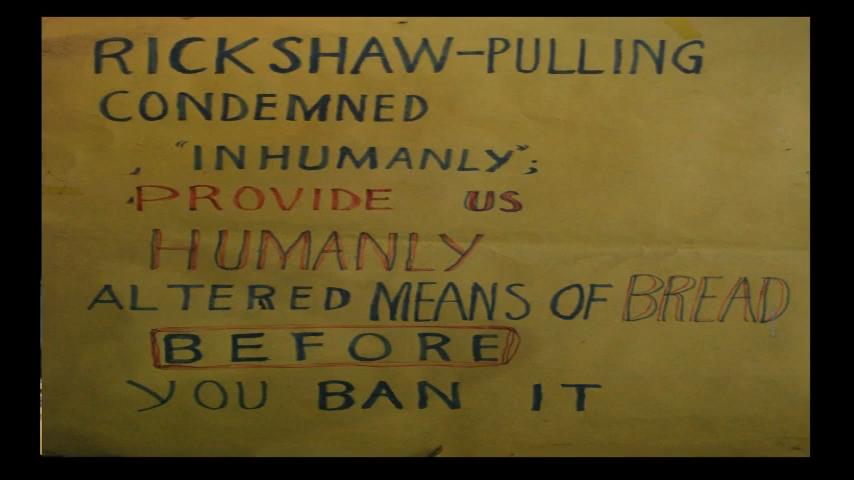 RICKSHAW-PULLING
CONDEMNED
, "INHUMANLY";
PROVIDE US
HUMANLY
ALTERED MEANS OF BREAD
BEFORE
YOU BAN IT